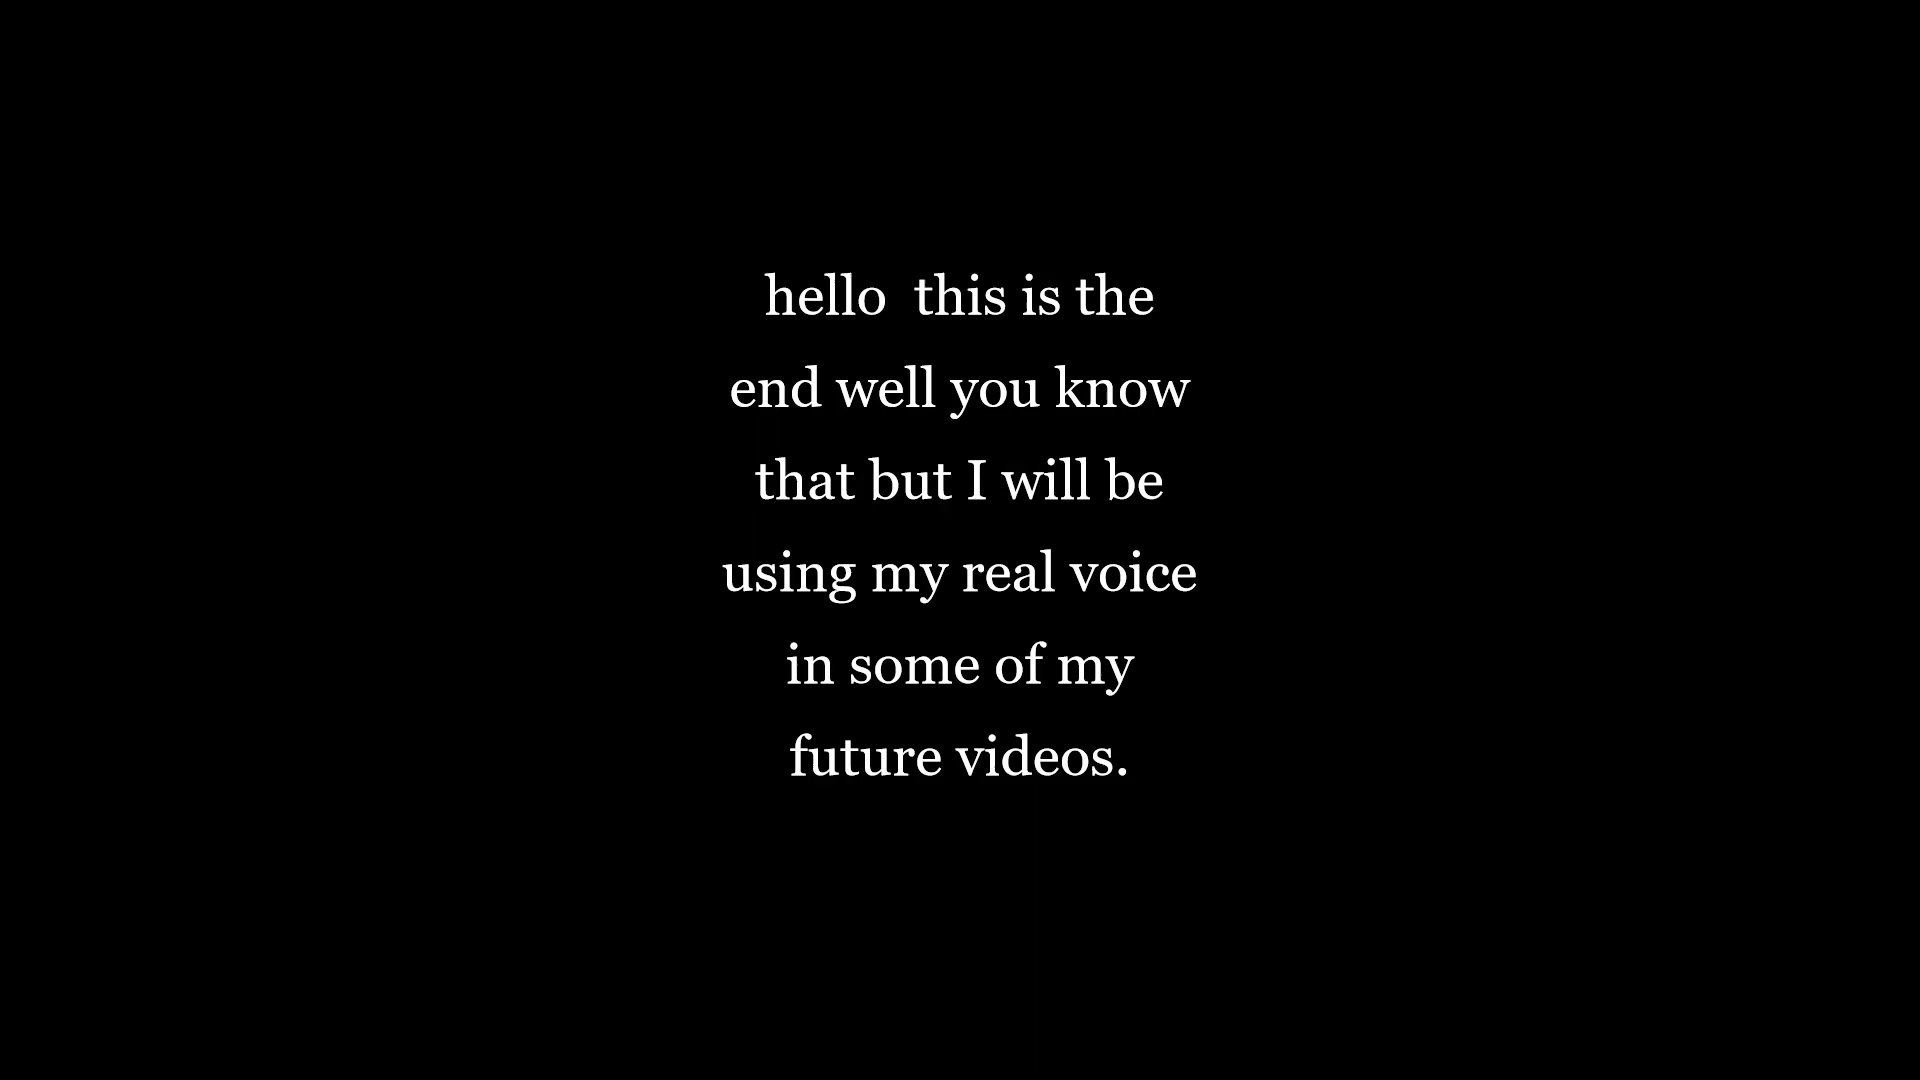 hello  this is the
end well you know
that but I will be
using my real voice
in some of my
future videos.